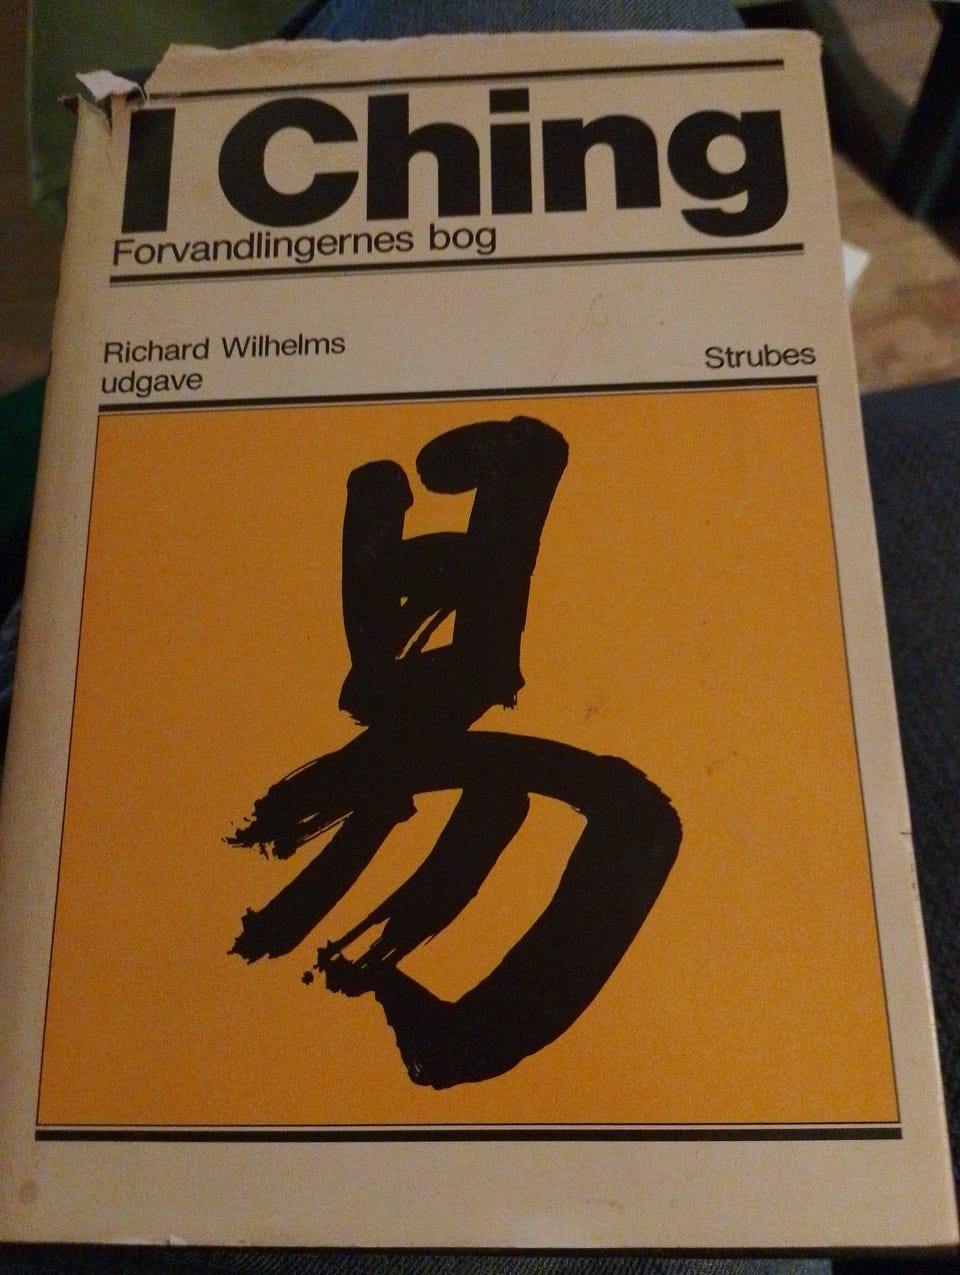 I Ching
Forvandlingernes bog
Richard Wilhelms
udgave
Strubes
易